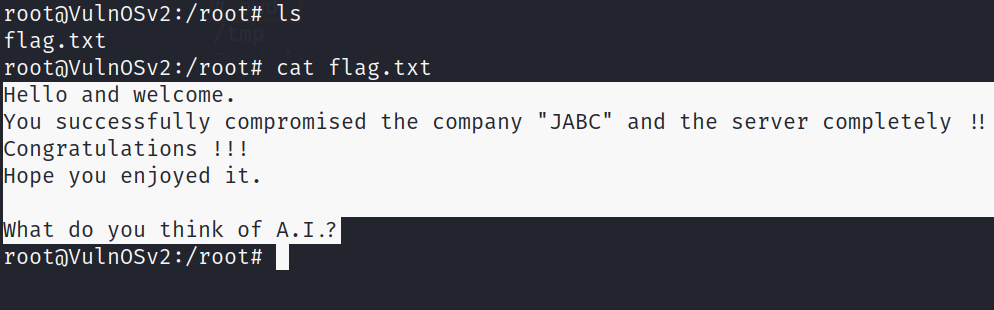 root@VulnOSv2:/root# ls
/tmp
flag.txt
root@VulnOSv2:/root# cat flag.txt
Hello and welcome.
You successfully compromised the company "JABC" and the server completely !!
Congratulations !!!
Hope you enjoyed it.
What do you think of A.I.?
root@VulnOSv2:/root#